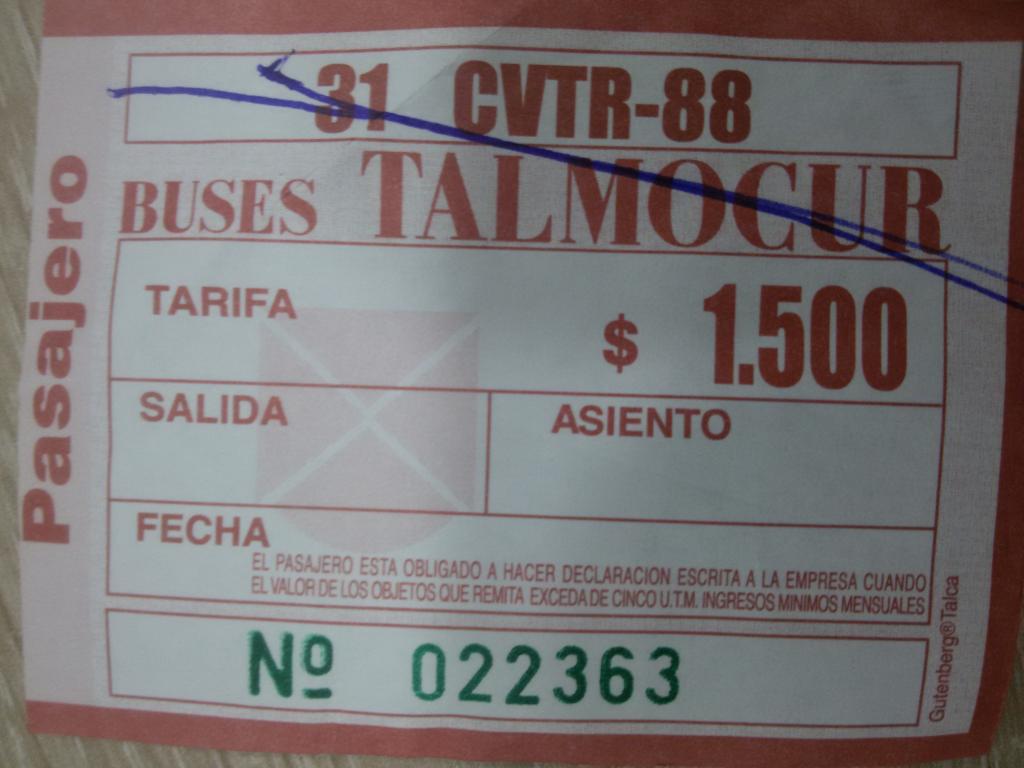 31 CVTR-88
BUSES TALMOCUR
Pasajero
TARIFA $ 1.500
SALIDA ASIENTO
FECHA
EL PASAJERO ESTA OBLIGADO A HACER DECLARACION ESCRITA A LA EMPRESA CUANDO
EL VALOR DE LOS OBJETOS QUE REMITA EXCEDA DE CINCO U.T.M. INGRESOS MINIMOS MENSUALES
Nº 022363
Gutenberg® Talca